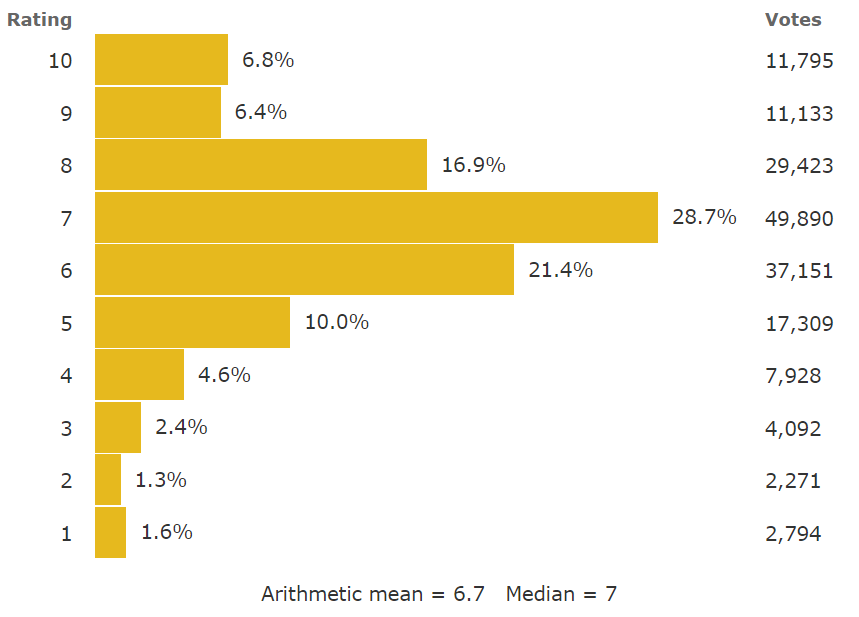 Rating Votes
10 6.8% 11,795
9 6.4% 11,133
8 16.9% 29,423
7 28.7% 49,890
6 21.4% 37,151
5 10.0% 17,309
4 4.6% 7,928
3 2.4% 4,092
2 1.3% 2,271
1 1.6% 2,794
Arithmetic mean = 6.7 Median = 7